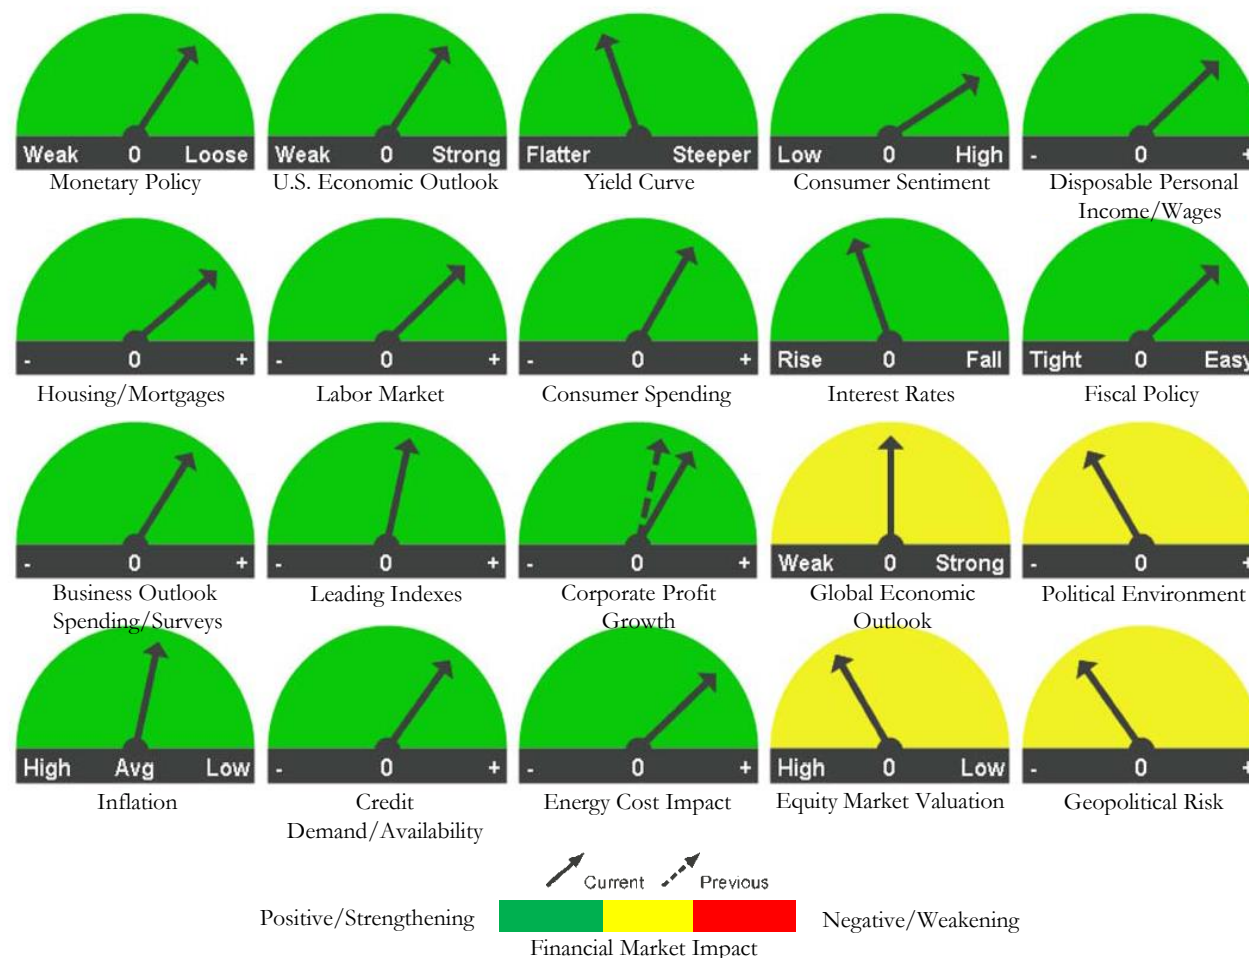 Weak 0 Loose
Monetary Policy
Weak 0 Strong
U.S. Economic Outlook
Flatter Steeper
Yield Curve
Low 0 High
Consumer Sentiment
- 0 +
Disposable Personal
Income/Wages
- 0 +
Housing/Mortgages
- 0 +
Labor Market
- 0 +
Consumer Spending
Rise 0 Fall
Interest Rates
Tight 0 Easy
Fiscal Policy
- 0 +
Business Outlook
Spending/Surveys
- 0 +
Leading Indexes
- 0 +
Corporate Profit
Growth
Weak 0 Strong
Global Economic
Outlook
- 0 +
Political Environment
High Avg Low
Inflation
- 0 +
Credit
Demand/Availability
- 0 +
Energy Cost Impact
High 0 Low
Equity Market Valuation
- 0 +
Geopolitical Risk
Current Previous
Positive/Strengthening Negative/Weakening
Financial Market Impact